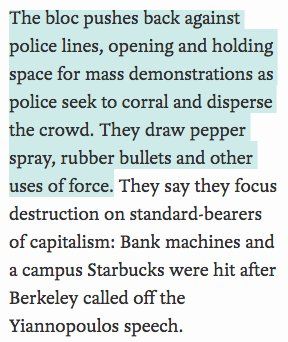 The bloc pushes back against
police lines, opening and holding
space for mass demonstrations as
police seek to corral and disperse
the crowd. They draw pepper
spray, rubber bullets and other
uses of force. They say they focus
destruction on standard-bearers
of capitalism: Bank machines and
a campus Starbucks were hit after
Berkeley called off the
Yiannopoulos speech.